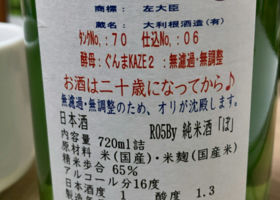 商標： 左大臣
蔵名： 大利根酒造(有)
ﾀﾝｸNo,：70 仕込No,：06
酵母：ぐんまKAZE2：無濾過・無調整
お酒は二十歳になってから♪
無濾過・無調整のため、オリが沈殿します。
日本酒 R05By 純米酒「ぽ」
内容量 720ml詰
原材料 米(国産)・米麹(国産米)
精米歩合 65%
アルコール分16度
日本酒度 1 酸度 1.3